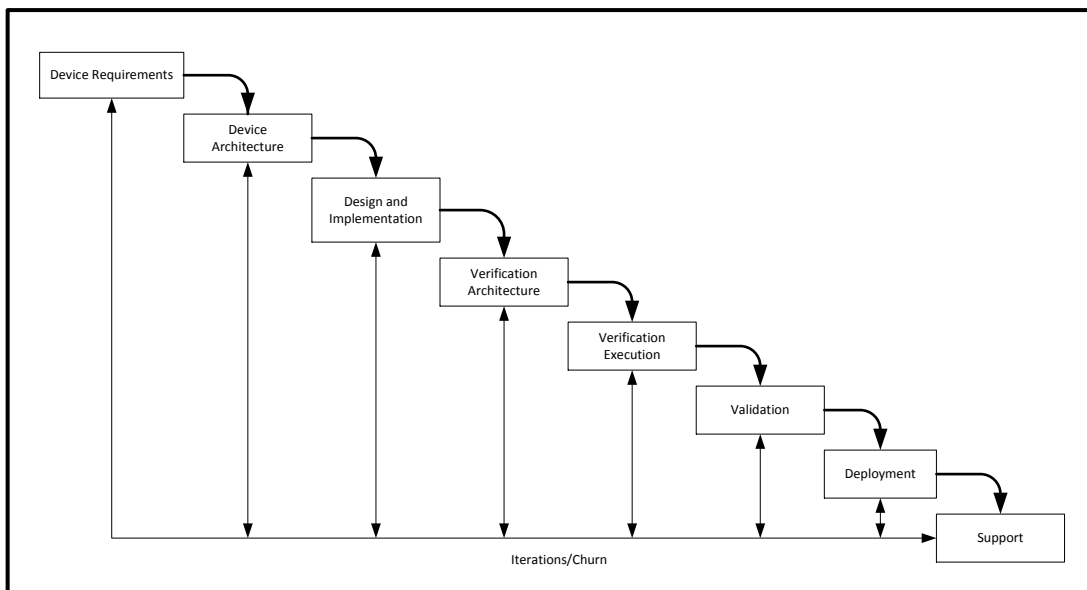 Device Requirements
Device
Architecture
Design and
Implementation
Verification
Architecture
Verification
Execution
Validation
Deployment
Support
Iterations/Churn